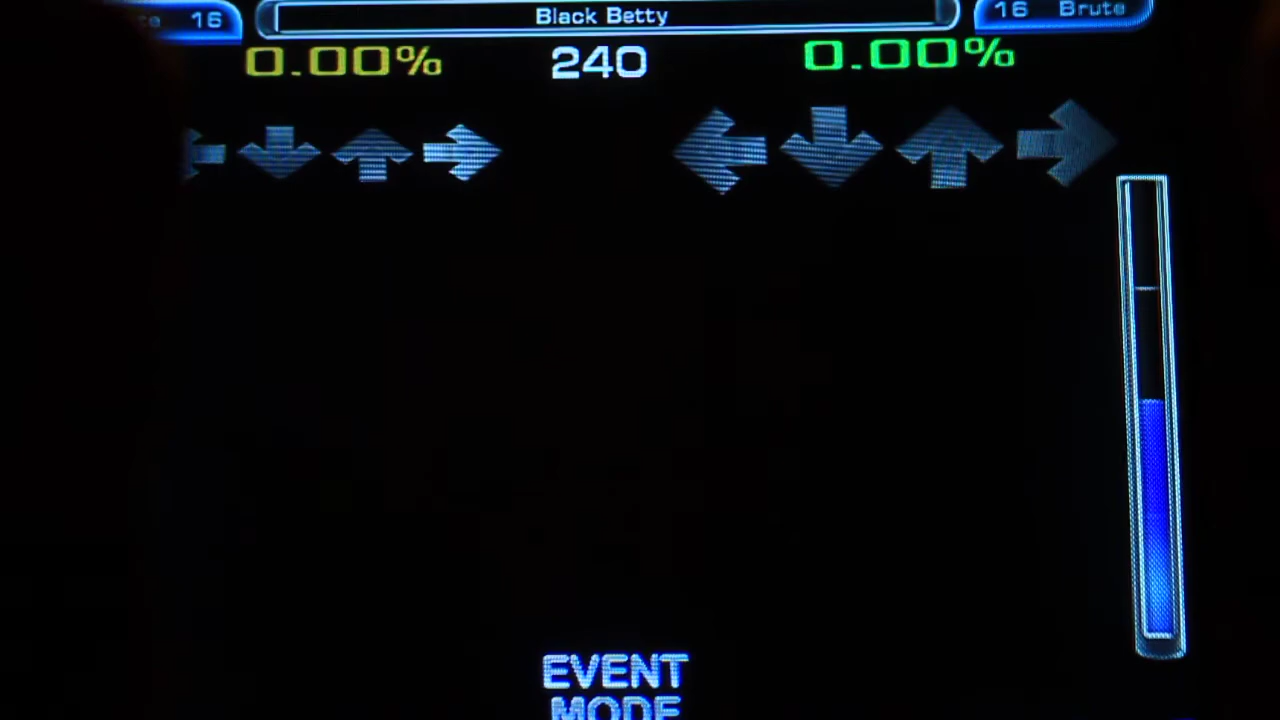 16
Black Betty
16 Brute
0.00% 240 0.00%
EVENT
MODE